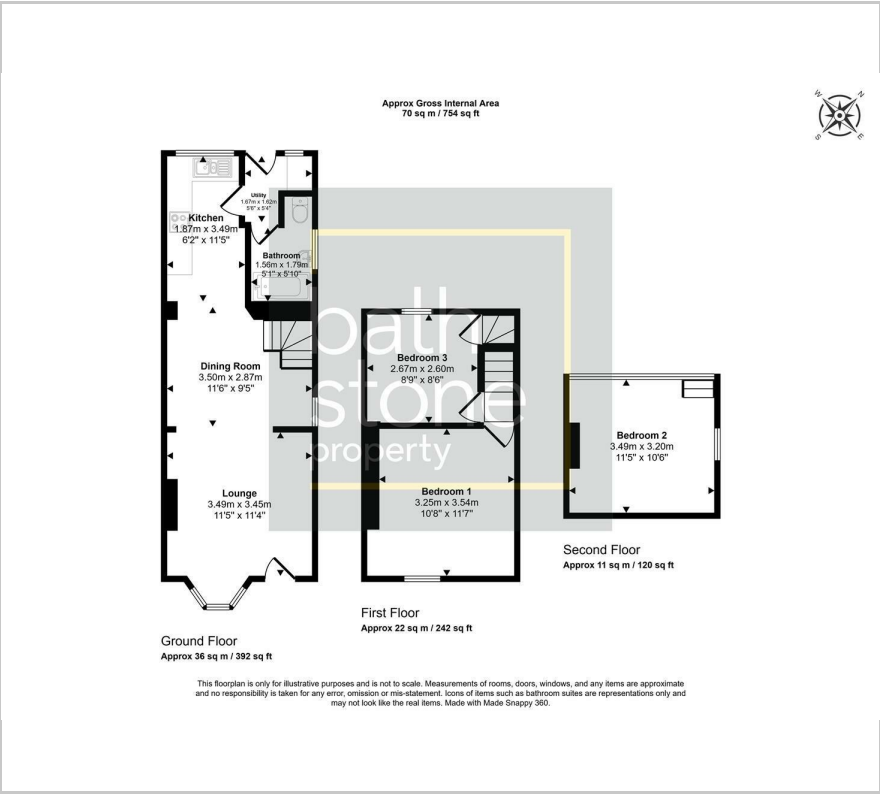 Approx Gross Internal Area
70 sq m / 754 sq ft
W
N
S
E
Utility
1.67m x 1.62m
5'6" x 5'4"
Kitchen
1.87m x 3.49m
6'2" x 11'5"
Bathroom
1.56m x 1.79m
5'1" x 5'10"
bath
stone
property
Dining Room
3.50m x 2.87m
11'6" x 9'5"
Bedroom 3
2.67m x 2.60m
8'9" x 8'6"
Bedroom 2
3.49m x 3.20m
11'5" x 10'6"
Lounge
3.49m x 3.45m
11'5" x 11'4"
Bedroom 1
3.25m x 3.54m
10'8" x 11'7"
Second Floor
Approx 11 sq m / 120 sq ft
First Floor
Approx 22 sq m / 242 sq ft
Ground Floor
Approx 36 sq m / 392 sq ft
This floorplan is only for illustrative purposes and is not to scale. Measurements of rooms, doors, windows, and any items are approximate
and no responsibility is taken for any error, omission or mis-statement. Icons of items such as bathroom suites are representations only and
may not look like the real items. Made with Made Snappy 360.